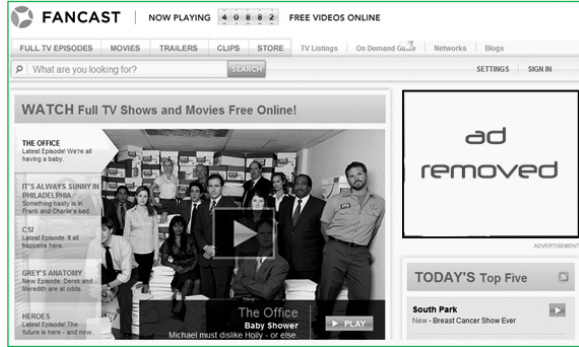 FANCAST NOW PLAYING 40882 FREE VIDEOS ONLINE
FULL TV EPISODES MOVIES TRAILERS CLIPS STORE TV Listings On Demand Guide Networks Blogs
What are you looking for? SEARCH SETTINGS SIGN IN
WATCH Full TV Shows and Movies Free Online!
THE OFFICE
Latest Episode! We're all
having a baby.
IT'S ALWAYS SUNNY IN
PHILADELPHIA
Something nasty is in
Frank and Charlie's bed.
CSI
Latest Episode. It all
happens here.
GREY'S ANATOMY
New Episode. Derek and
Meredith are at odds.
HEROES
Latest Episode! The
future is here - and now.
The Office
Baby Shower
Michael must dislike Holly - or else
PLAY
ad
removed
ADVERTISEMENT
TODAY'S Top Five
South Park
New - Breast Cancer Show Ever